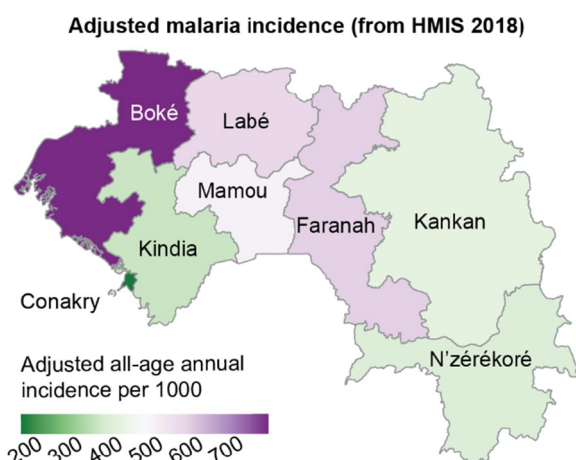 Adjusted malaria incidence (from HMIS 2018)
Boké
Labé
Mamou
Faranah
Kankan
Kindia
Conakry
N'zérékoré
Adjusted all-age annual
incidence per 1000
200 300 400 500 600 700